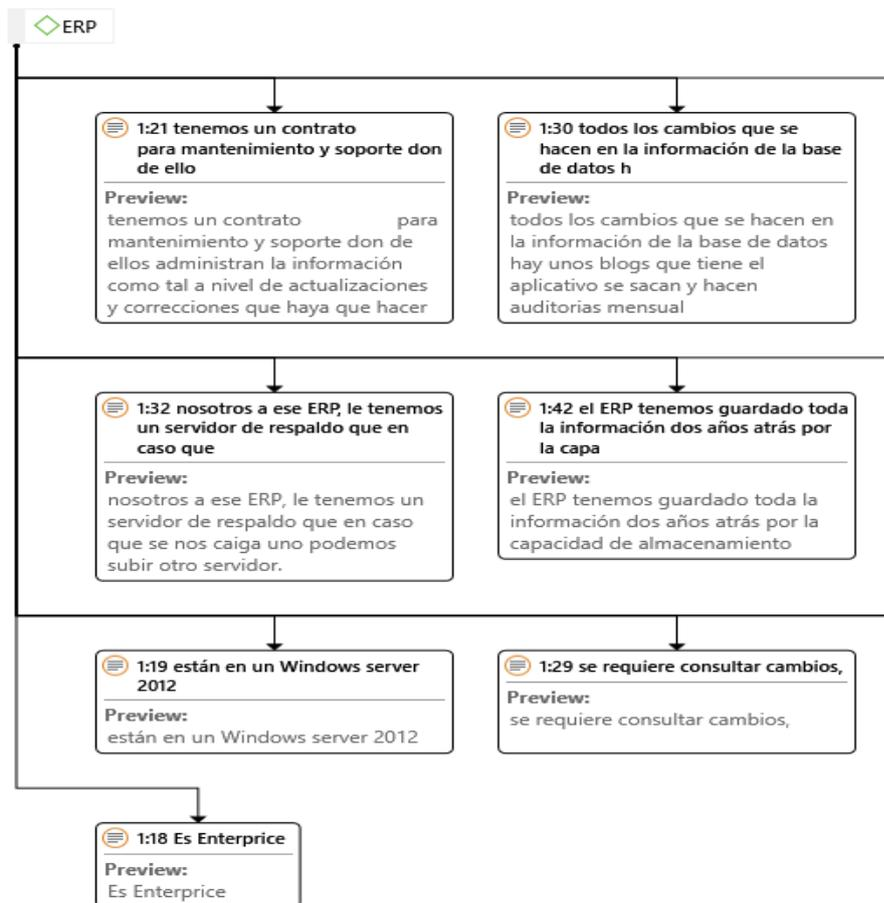 ERP
1:21 tenemos un contrato
para mantenimiento y soporte don
de ello
Preview:
tenemos un contrato para
mantenimiento y soporte don de
ellos administran la información
como tal a nivel de actualizaciones
y correcciones que haya que hacer
1:30 todos los cambios que se
hacen en la información de la base
de datos h
Preview:
todos los cambios que se hacen en
la información de la base de datos
hay unos blogs que tiene el
aplicativo se sacan y hacen
auditorias mensual
1:32 nosotros a ese ERP, le tenemos
un servidor de respaldo que en
caso que
Preview:
nosotros a ese ERP, le tenemos un
servidor de respaldo que en caso
que se nos caiga uno podemos
subir otro servidor.
1:42 el ERP tenemos guardado toda
la información dos años atrás por
la capa
Preview:
el ERP tenemos guardado toda la
información dos años atrás por la
capacidad de almacenamiento
1:19 están en un Windows server
2012
Preview:
están en un Windows server 2012
1:29 se requiere consultar cambios,
Preview:
se requiere consultar cambios,
1:18 Es Enterprice
Preview:
Es Enterprice